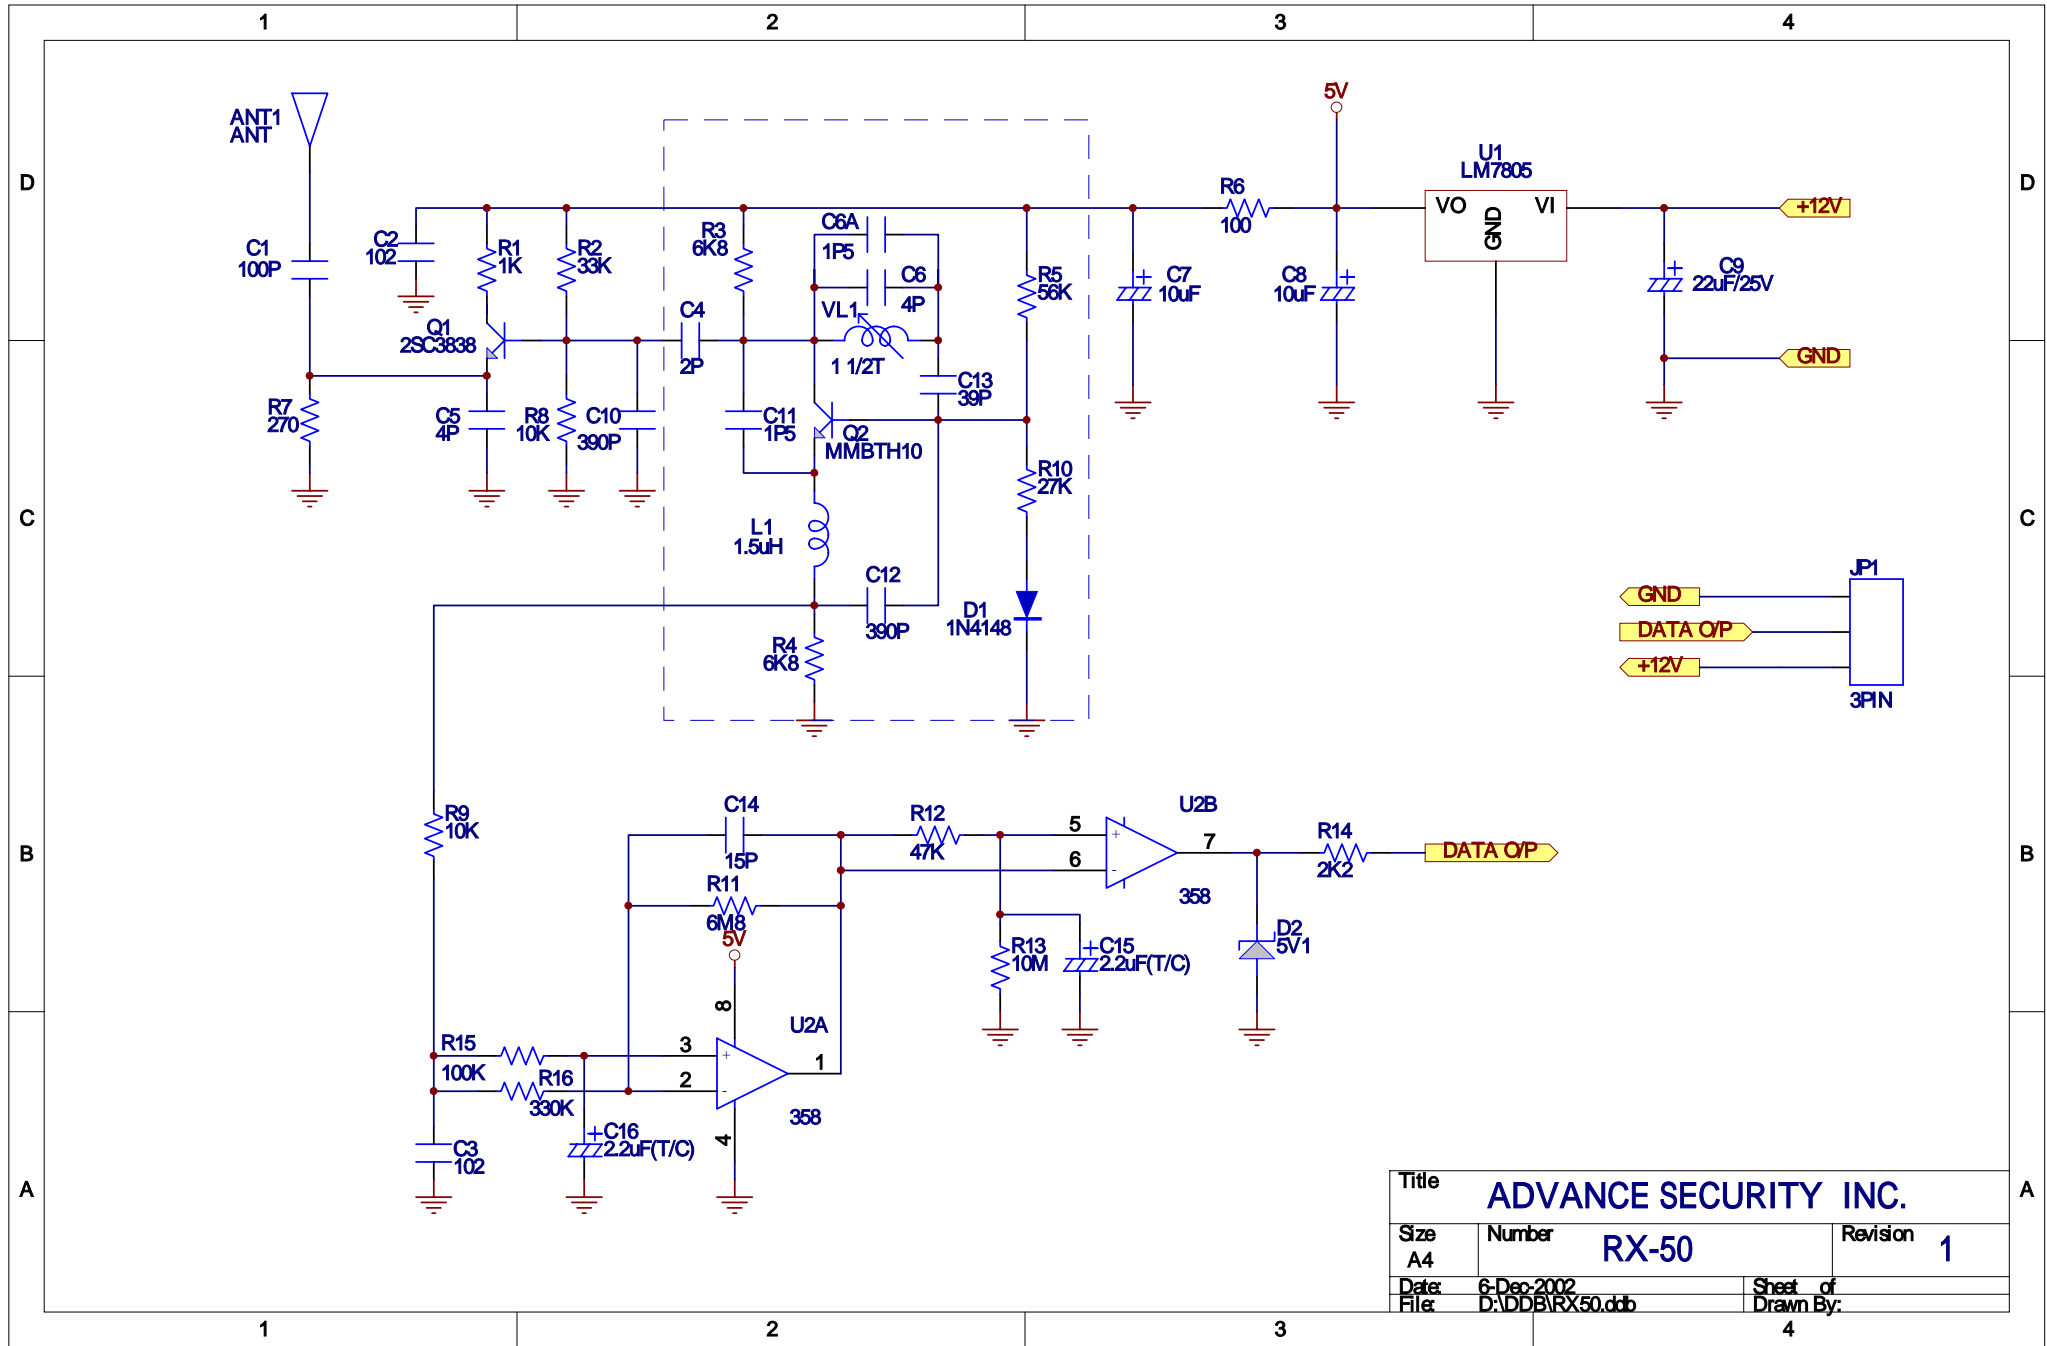 1 2 3 4
D
C
B
A
D
C
B
A
ANT1
ANT
C1
100P
C2
102
R1
1K
R2
33K
Q1
2SC3838
R7
270
C5
4P
R8
10K
C10
390P
C4
2P
R3
6K8
C6A
1P5
C6
4P
VL1
1 1/2T
C13
39P
C11
1P5
Q2
MMBTH10
L1
1.5uH
C12
390P
R4
6K8
R5
56K
R10
27K
D1
1N4148
C7
10uF
R6
100
5V
C8
10uF
U1
LM7805
VO
GND
VI
C9
22uF/25V
+12V
GND
JP1
GND
DATA O/P
+12V
3PIN
R9
10K
C14
15P
R11
6M8
5V
8
U2A
3
2
1
4
358
R15
100K
R16
330K
C16
2.2uF(T/C)
C3
102
R12
47K
R13
10M
C15
2.2uF(T/C)
U2B
5
6
7
358
D2
5V1
R14
2K2
DATA O/P
Title
ADVANCE SECURITY INC.
Size
A4
Number
RX-50
Revision
1
Date: 6-Dec-2002 Sheet of
File: D:\DDB\RX50.ddb Drawn By:
1 2 3 4